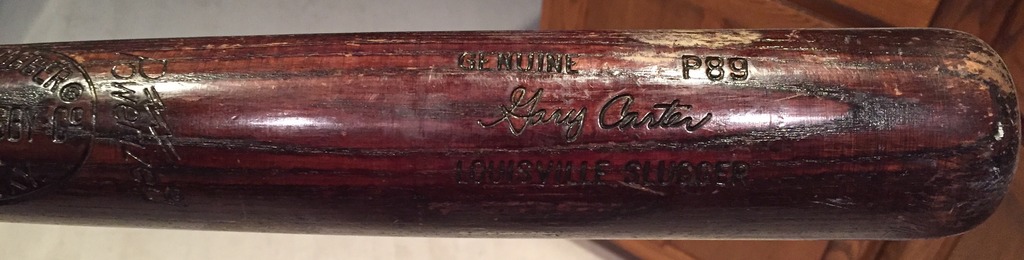 GENUINE P89
Gary Carter
LOUISVILLE SLUGGER